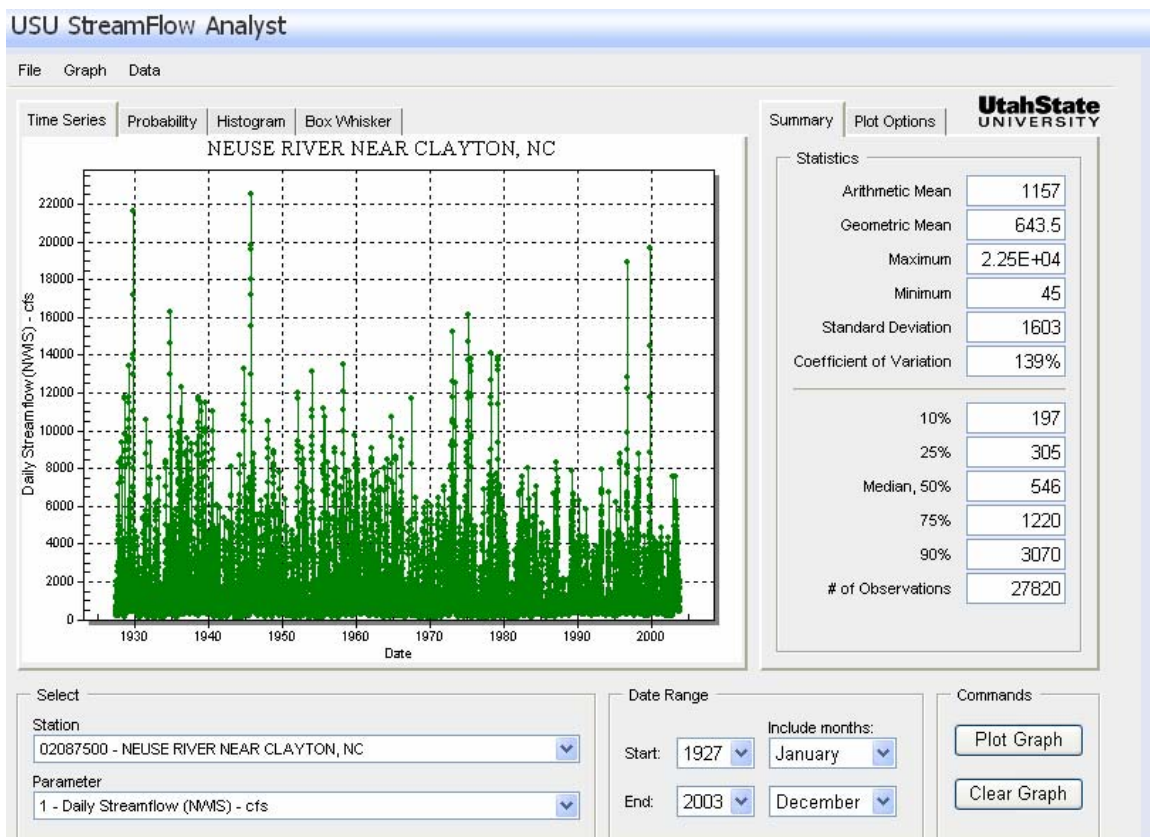 USU StreamFlow Analyst
File Graph Data
Time Series Probability Histogram Box Whisker
NEUSE RIVER NEAR CLAYTON, NC
Daily Streamflow (NWIS) - cfs
22000
20000
18000
16000
14000
12000
10000
8000
6000
4000
2000
0
1930 1940 1950 1960 1970 1980 1990 2000
Date
Summary Plot Options
UtahState
UNIVERSITY
Statistics
Arithmetic Mean 1157
Geometric Mean 643.5
Maximum 2.25E+04
Minimum 45
Standard Deviation 1603
Coefficient of Variation 139%
10% 197
25% 305
Median, 50% 546
75% 1220
90% 3070
# of Observations 27820
Select
Station
02087500 - NEUSE RIVER NEAR CLAYTON, NC
Parameter
1 - Daily Streamflow (NWIS) - cfs
Date Range
Include months:
Start: 1927 January
End: 2003 December
Commands
Plot Graph
Clear Graph